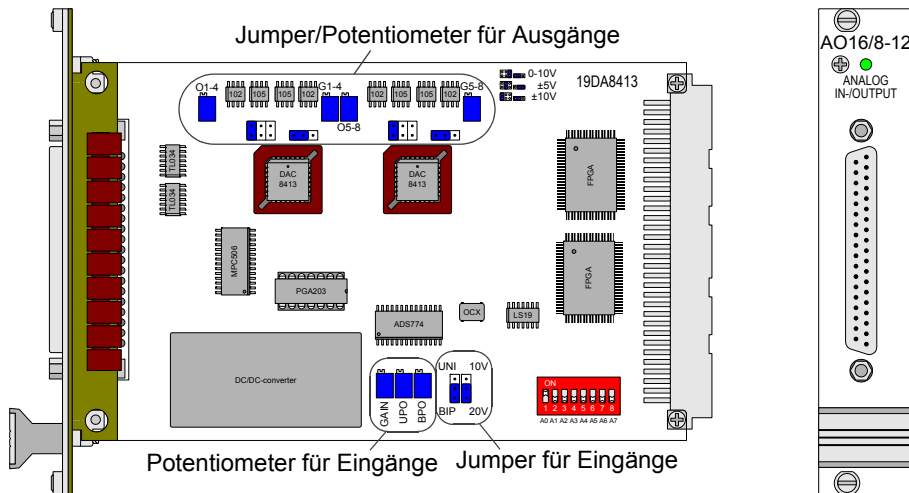 Jumper/Potentiometer für Ausgänge
AO16/8-12
ANALOG
IN-/OUTPUT
O1-4
102
105
105
102
G1-4
O5-8
102
105
105
102
G5-8
0-10V
±5V
±10V
19DA8413
TL034
TL034
DAC
8413
DAC
8413
FPGA
FPGA
MPC506
PGA203
ADS774
OCX
LS19
DC/DC-converter
GAIN
UPO
BPO
UNI 10V
BIP 20V
ON
1 2 3 4 5 6 7 8
A0 A1 A2 A3 A4 A5 A6 A7
Potentiometer für Eingänge
Jumper für Eingänge